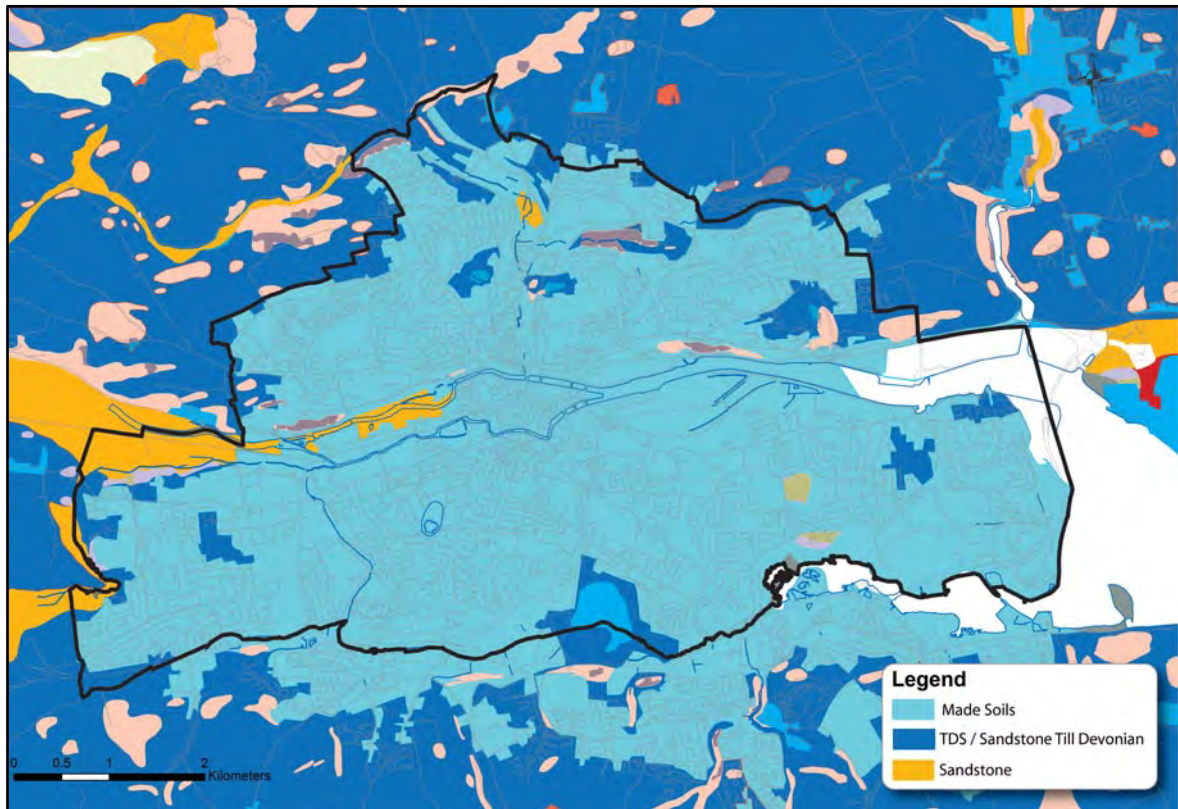 Legend
Made Soils
TDS / Sandstone Till Devonian
Sandstone
0 0.5 1 2
Kilometers